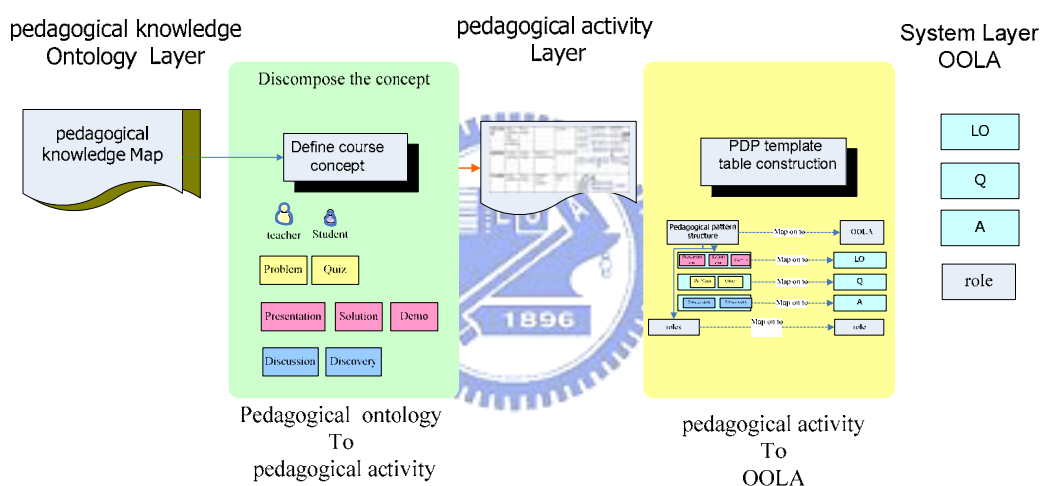 pedagogical knowledge
Ontology Layer
pedagogical
knowledge Map
Discompose the concept
Define course
concept
teacher
Student
Problem
Quiz
Presentation
Solution
Demo
Discussion
Discovery
Pedagogical ontology
To
pedagogical activity
pedagogical activity
Layer
1896
PDP template
table construction
Pedagogical pattern
structure
Map on to
OOLA
Map on to
LO
Map on to
Q
Map on to
A
roles
Map on to
role
pedagogical activity
To
OOLA
System Layer
OOLA
LO
Q
A
role